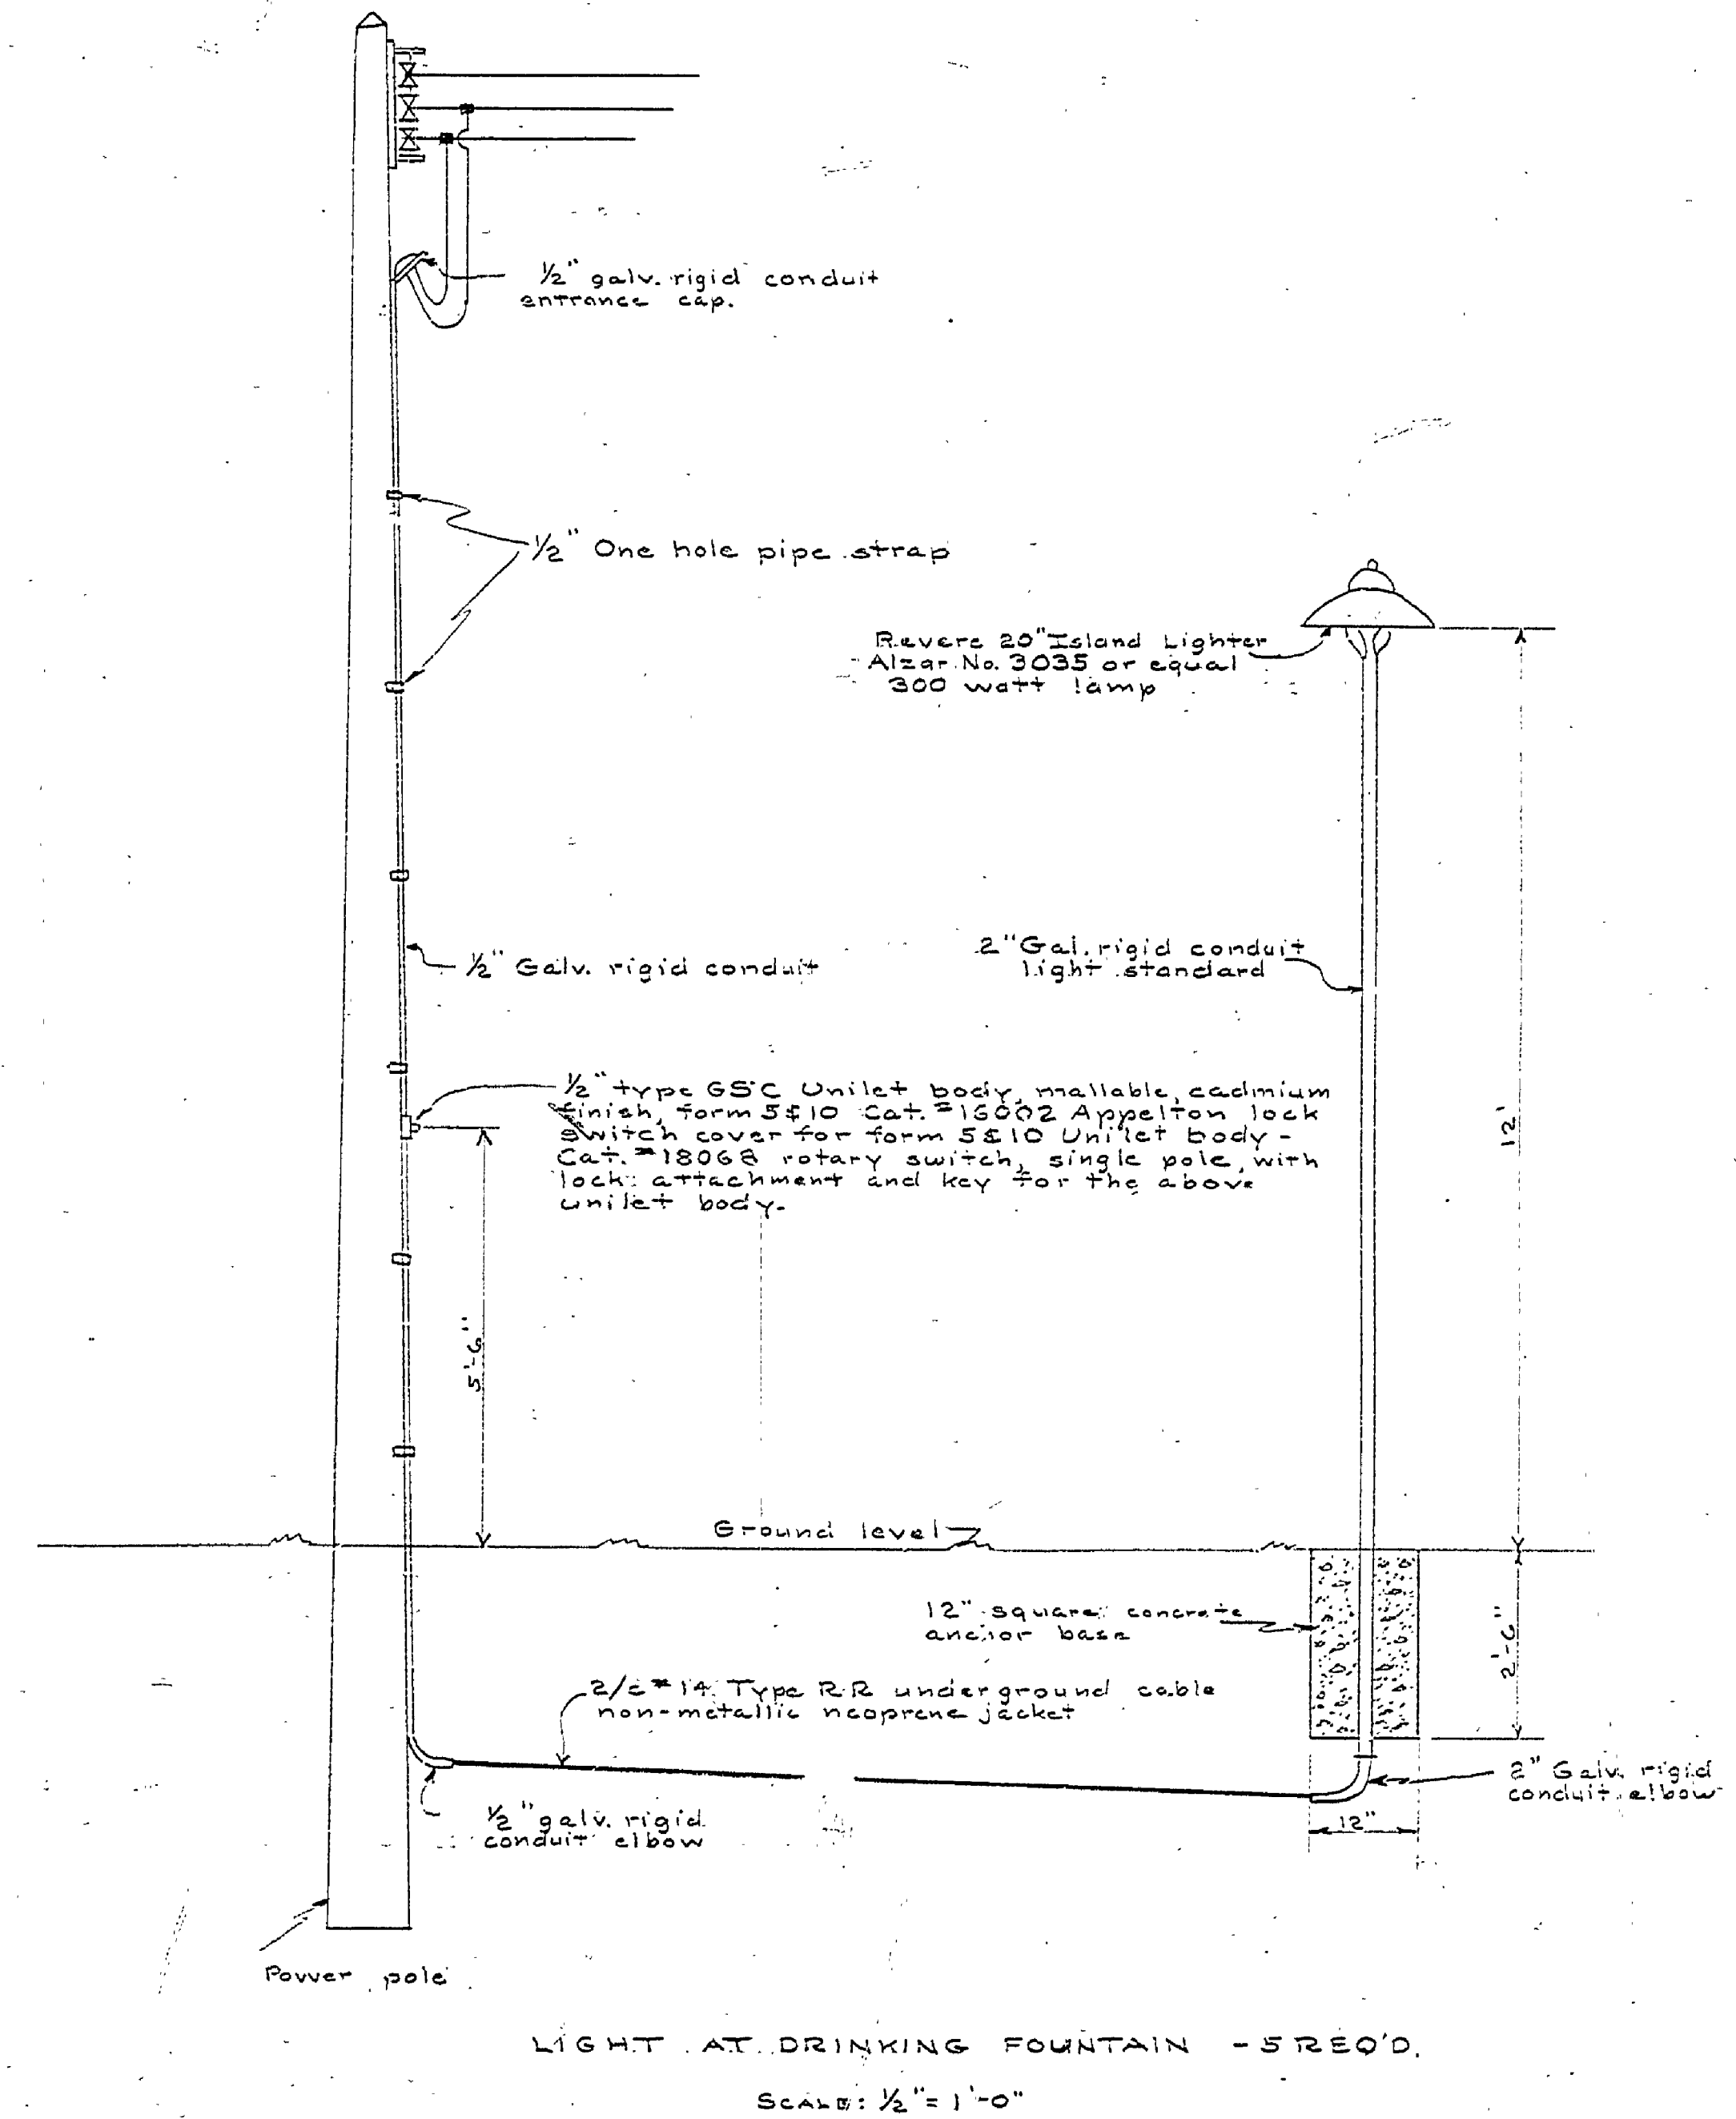 ½" galv. rigid conduit
entrance cap.
½" One hole pipe strap
Revere 20" Island Lighter
Alzar No. 3035 or equal
300 watt lamp
½" Galv. rigid conduit
2" Gal. rigid conduit
light standard
½" type GSC Unilet body, mallable, cadmium
finish, form 5&10 Cat. #16002 Appelton lock
switch cover for form 5&10 Unilet body -
Cat. #18068 rotary switch, single pole, with
lock attachment and key for the above
unilet body.
12'
5'-6"
Ground level
12" square concrete
anchor base
2'-6"
2/c #14 Type RR underground cable
non-metallic neoprene jacket
2" Galv. rigid
conduit elbow
½" galv. rigid
conduit elbow
12"
Power pole
LIGHT AT DRINKING FOUNTAIN - 5 REQ'D.
SCALE: ½" = 1'-0"